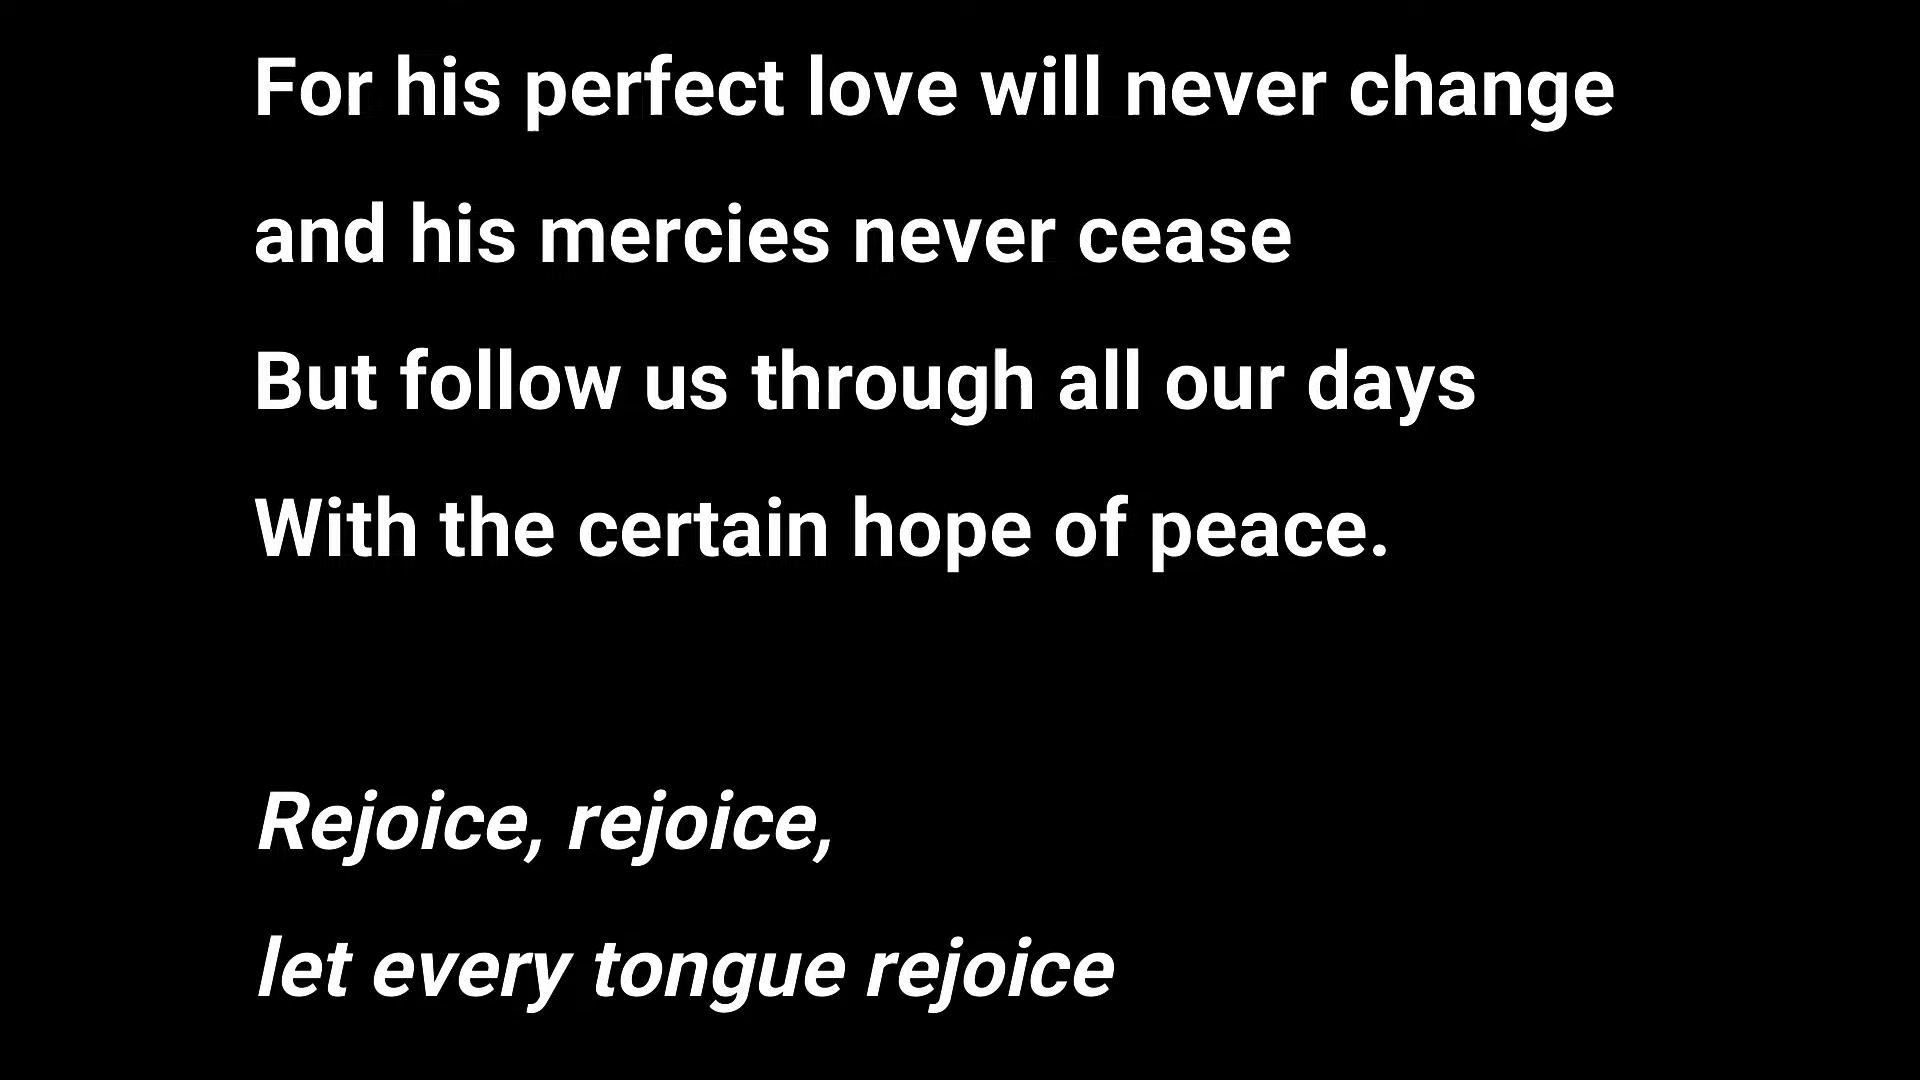 For his perfect love will never change
and his mercies never cease
But follow us through all our days
With the certain hope of peace.
Rejoice, rejoice,
let every tongue rejoice